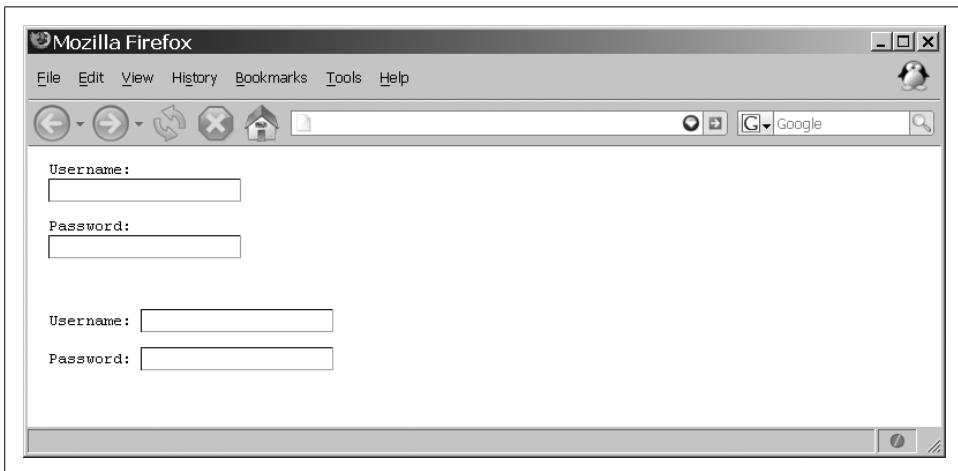 Mozilla Firefox
File Edit View History Bookmarks Tools Help
G Google
Username:
Password:
Username:
Password: